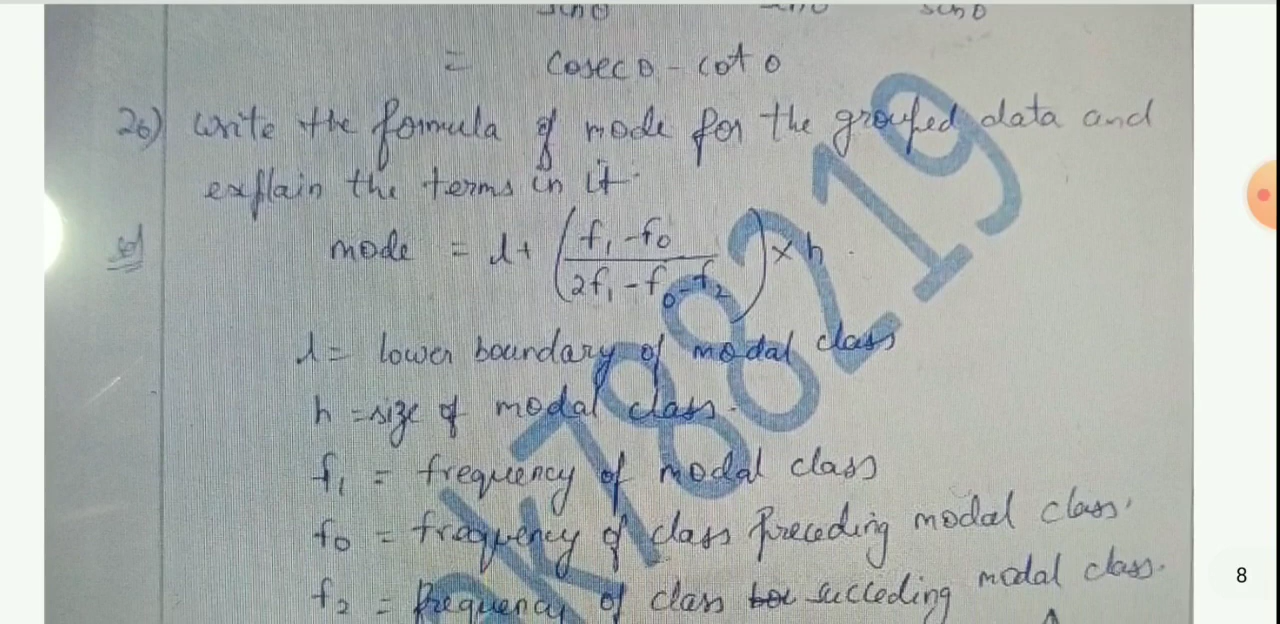 = cosec θ - cot θ
26) write the formula of mode for the grouped data and
explain the terms in it.
mode = l + (f₁ - f₀ / 2f₁ - f₀ - f₂) × h.
l = lower boundary of modal class
h = size of modal class.
f₁ = frequency of modal class
f₀ = frequency of class preceding modal class.
f₂ = frequency of class succeding modal class.
8